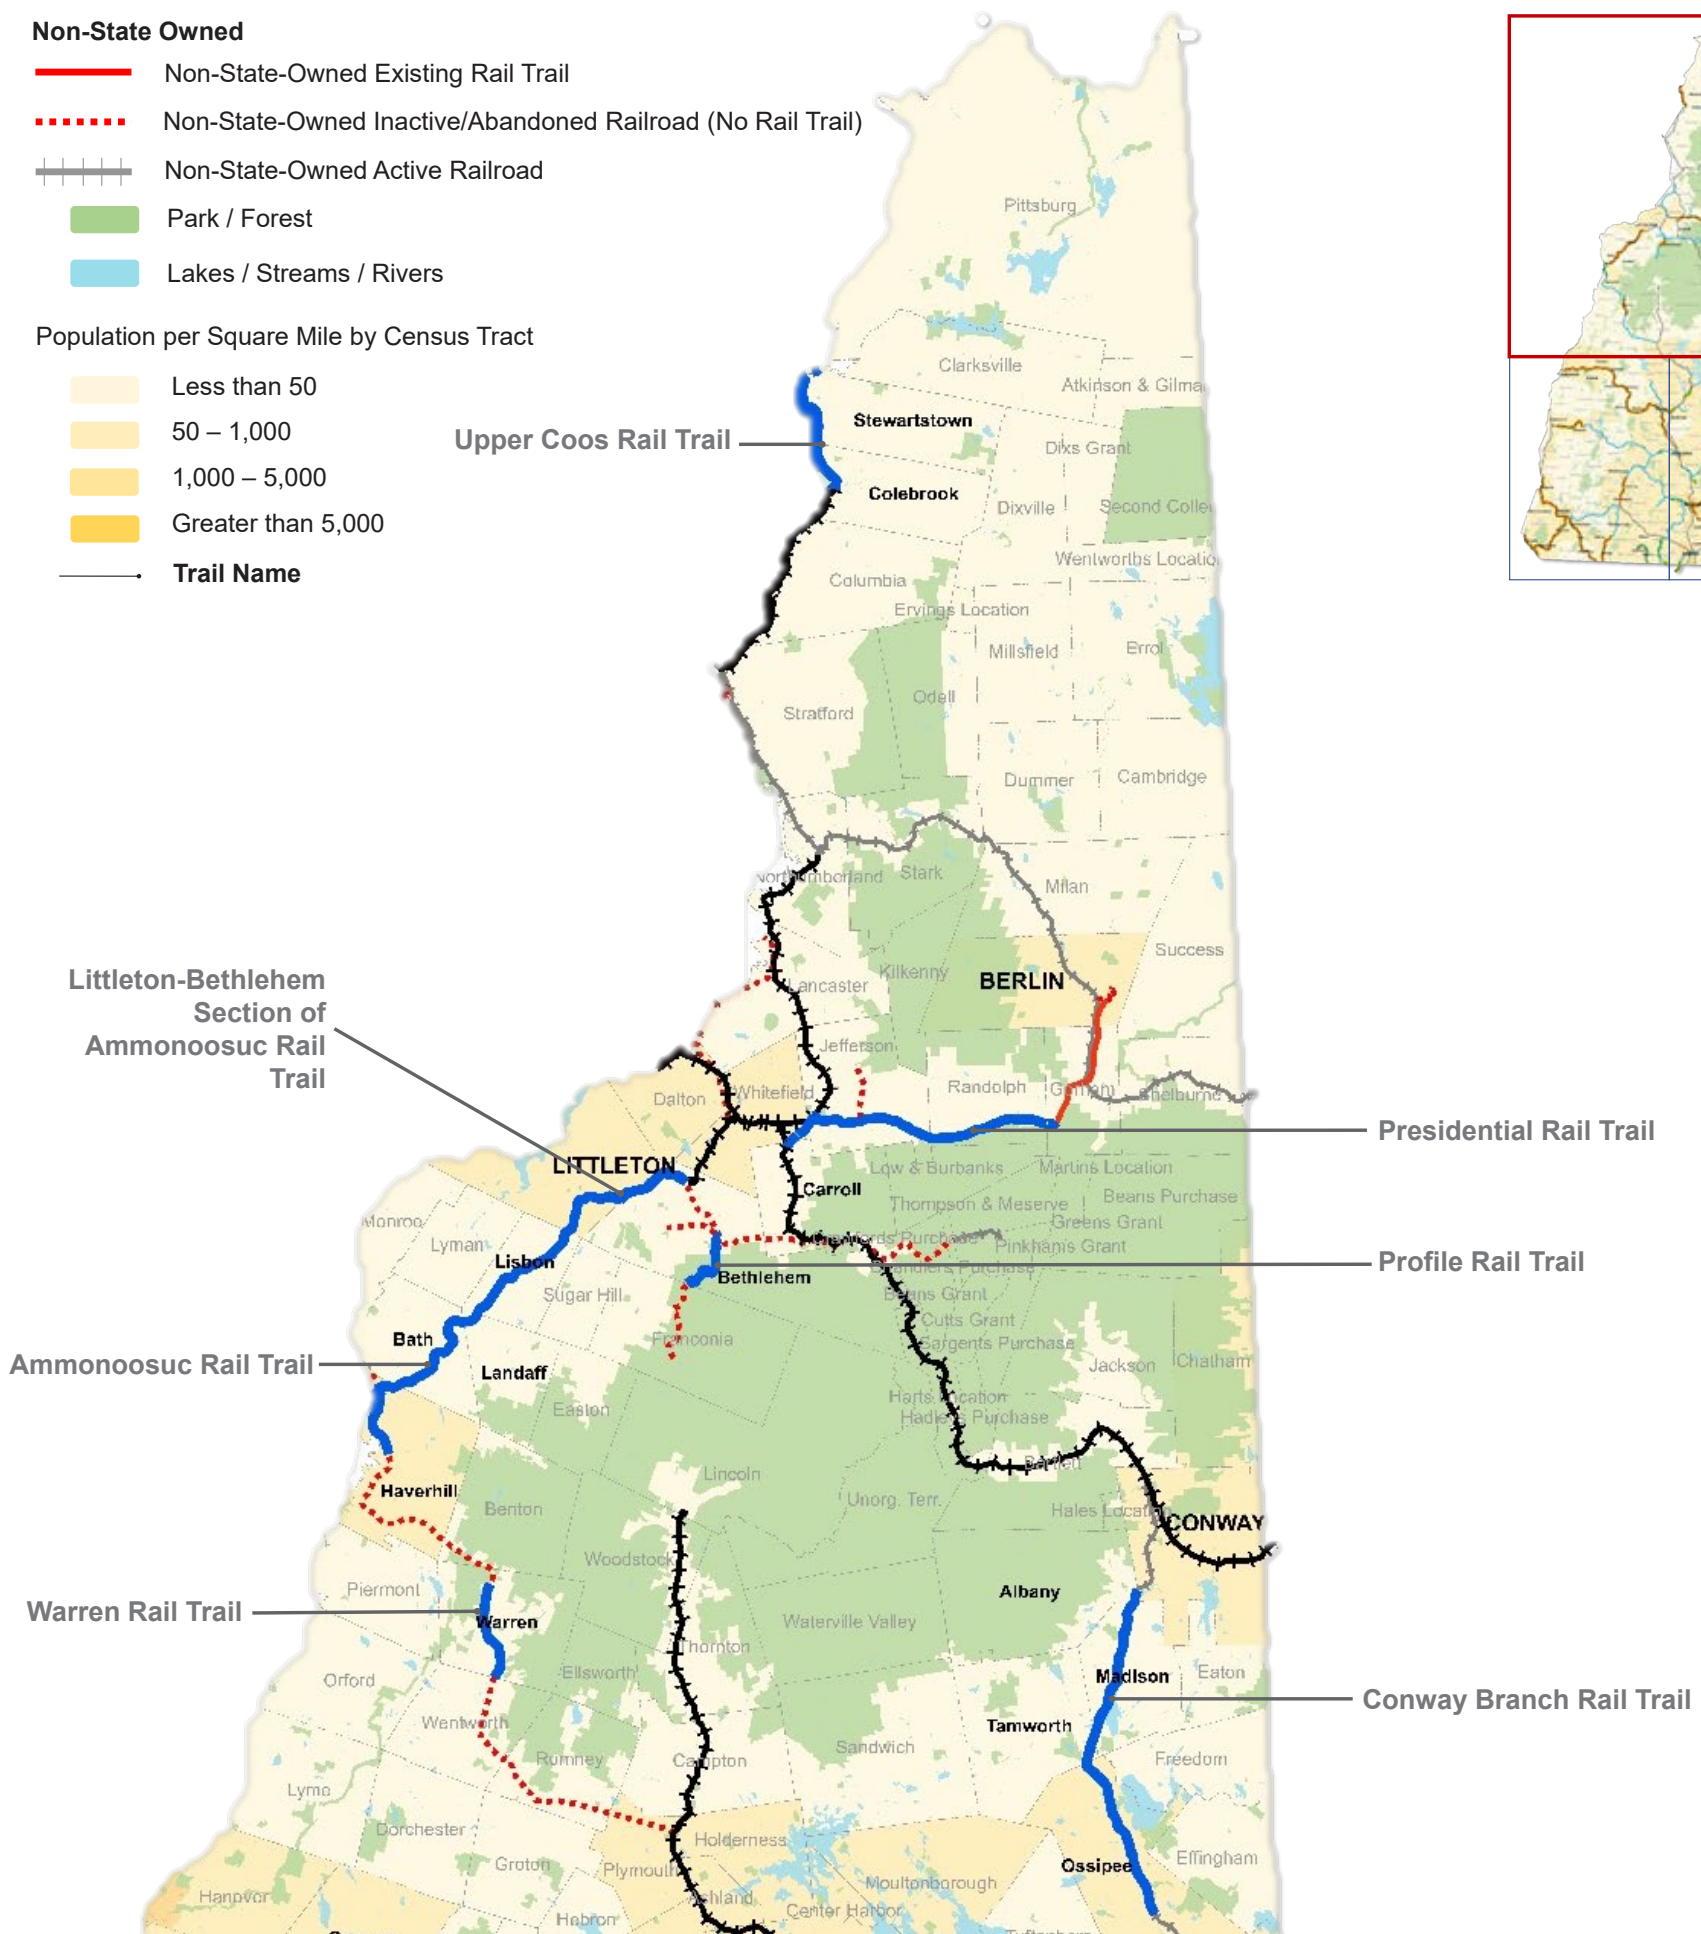 Non-State Owned
Non-State-Owned Existing Rail Trail
Non-State-Owned Inactive/Abandoned Railroad (No Rail Trail)
Non-State-Owned Active Railroad
Park / Forest
Lakes / Streams / Rivers
Population per Square Mile by Census Tract
Less than 50
50 – 1,000
1,000 – 5,000
Greater than 5,000
Trail Name
Pittsburg
Clarksville
Atkinson & Gilma
Stewartstown
Upper Coos Rail Trail
Dixs Grant
Colebrook
Dixville
Second Colle
Wentworths Locatio
Columbia
Ervings Location
Millsfield
Errol
Odell
Stratford
Dummer
Cambridge
Northumberland
Stark
Milan
Success
Kilkenny
BERLIN
Lancaster
Littleton-Bethlehem
Section of
Ammonoosuc Rail
Trail
Jefferson
Randolph
Gorham
Shelburne
Whitefield
Dalton
Presidential Rail Trail
LITTLETON
Low & Burbanks
Martins Location
Carroll
Thompson & Meserve
Beans Purchase
Monroe
Greens Grant
Lyman
Crawfords Purchase
Pinkhams Grant
Lisbon
Chandlers Purchase
Profile Rail Trail
Bethlehem
Sugar Hill
Beans Grant
Cutts Grant
Bath
Franconia
Sargents Purchase
Ammonoosuc Rail Trail
Landaff
Jackson
Chatham
Easton
Harts Location
Hadleys Purchase
Bartlett
Lincoln
Haverhill
Benton
Unorg. Terr.
Hales Location
CONWAY
Woodstock
Piermont
Albany
Warren Rail Trail
Warren
Waterville Valley
Thornton
Orford
Ellsworth
Madison
Eaton
Conway Branch Rail Trail
Wentworth
Tamworth
Rumney
Campton
Sandwich
Freedom
Lyme
Dorchester
Holderness
Groton
Plymouth
Ossipee
Effingham
Hanover
Ashland
Moultonborough
Hebron
Center Harbor